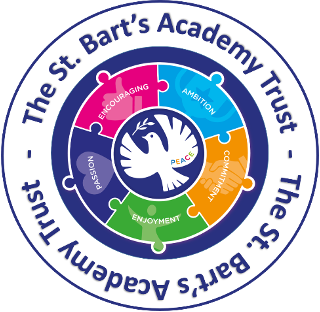 The St. Bart's Academy Trust -
The St. Bart's Academy Trust -
ENCOURAGING
AMBITION
COMMITMENT
ENJOYMENT
PASSION
PEACE